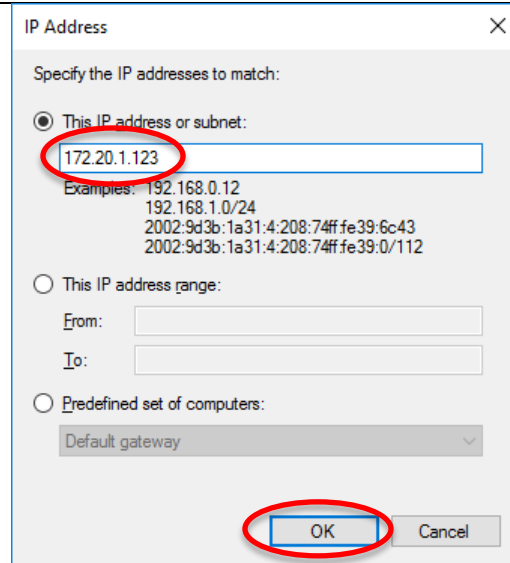 IP Address
Specify the IP addresses to match:
This IP address or subnet:
172.20.1.123
Examples: 192.168.0.12
192.168.1.0/24
2002:9d3b:1a31:4:208:74ff:fe39:6c43
2002:9d3b:1a31:4:208:74ff:fe39:0/112
This IP address range:
From:
To:
Predefined set of computers:
Default gateway
OK Cancel